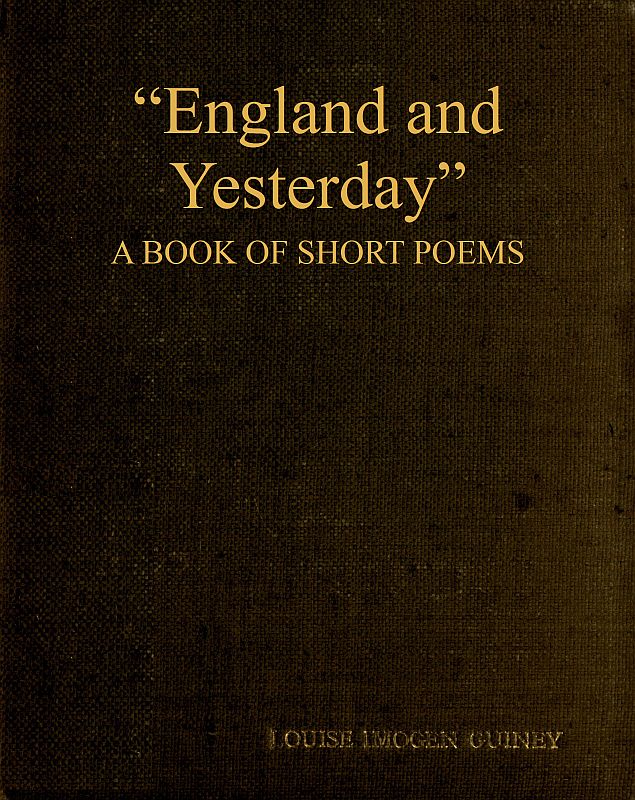 “England and
Yesterday”
A BOOK OF SHORT POEMS
LOUISE IMOGEN GUINEY